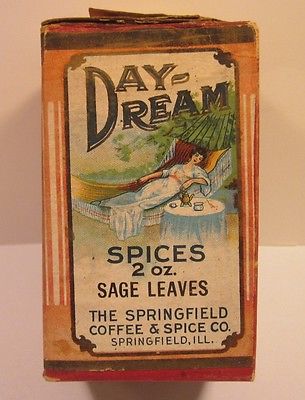 DAY-
DREAM
SPICES
2 OZ.
SAGE LEAVES
THE SPRINGFIELD
COFFEE & SPICE CO.
SPRINGFIELD, ILL.